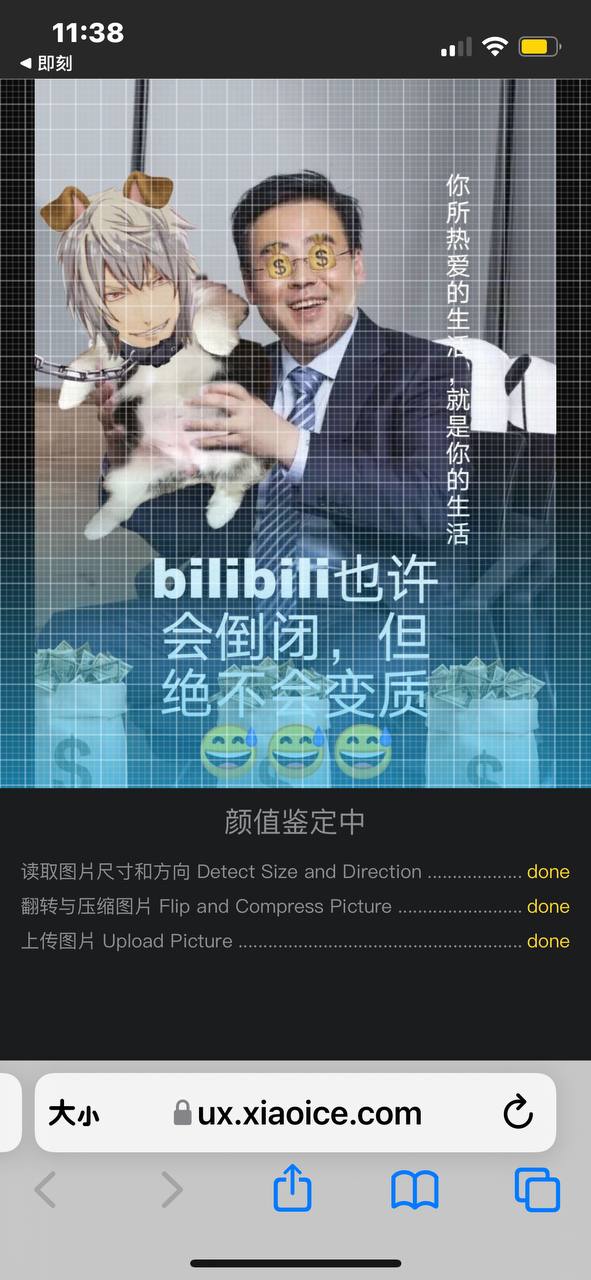 11:38
◀ 即刻
你所热爱的生活，就是你的生活
bilibili也许
会倒闭，但
绝不会变质
😅😅😅
$
$
$
颜值鉴定中
读取图片尺寸和方向 Detect Size and Direction ................... done
翻转与压缩图片 Flip and Compress Picture ......................... done
上传图片 Upload Picture ......................................................... done
大小
ux.xiaoice.com